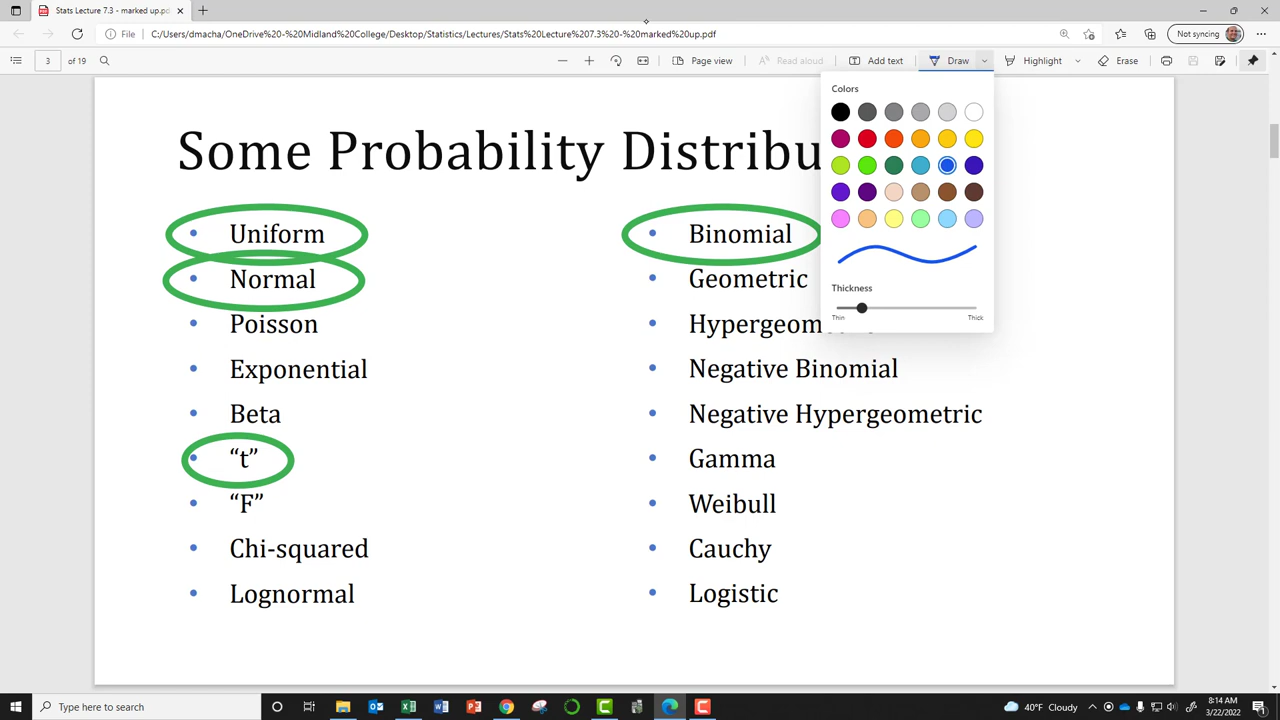 Stats Lecture 7.3 - marked up.pdf
File
C:/Users/dmacha/OneDrive%20-%20Midland%20College/Desktop/Statistics/Lectures/Stats%20Lecture%207.3%20-%20marked%20up.pdf
Not syncing
3 of 19
Page view
Read aloud
Add text
Draw
Highlight
Erase
Colors
Thickness
Thin
Thick
Some Probability Distribu
• Uniform
• Normal
• Poisson
• Exponential
• Beta
• “t”
• “F”
• Chi-squared
• Lognormal
• Binomial
• Geometric
• Hypergeom
• Negative Binomial
• Negative Hypergeometric
• Gamma
• Weibull
• Cauchy
• Logistic
Type here to search
40°F Cloudy
8:14 AM
3/22/2022